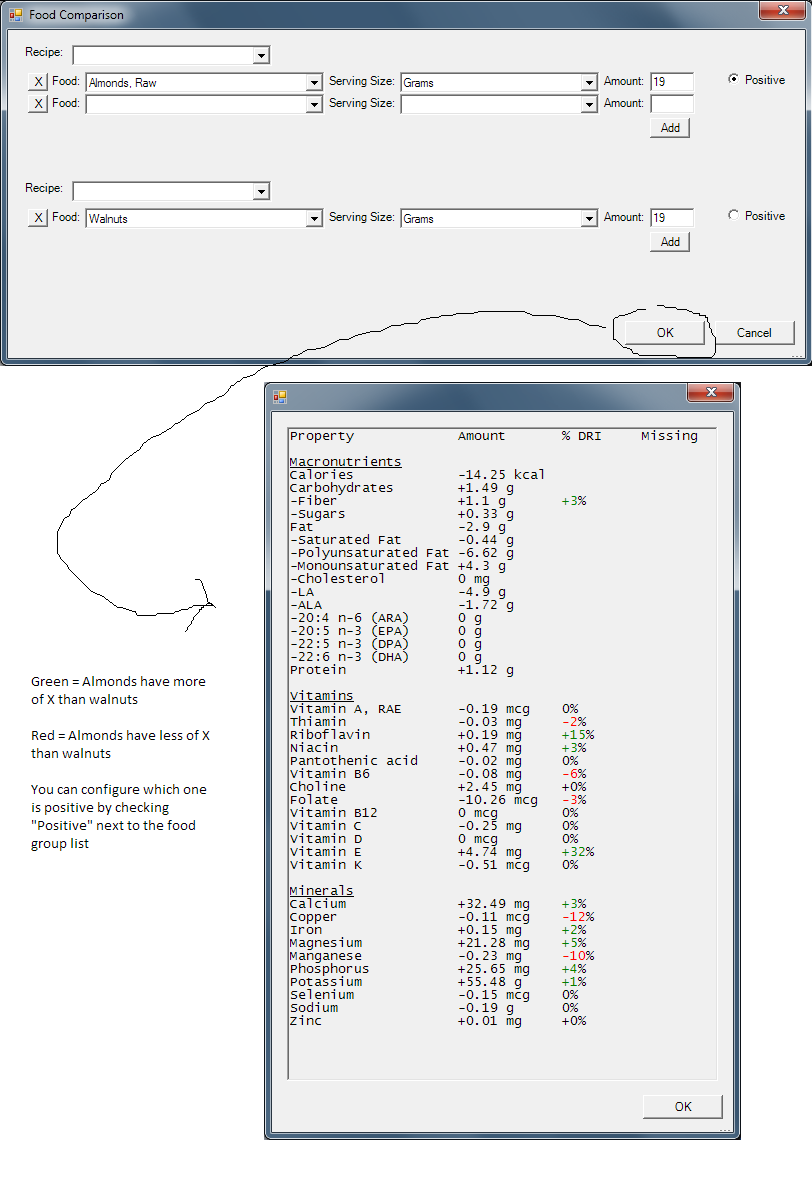 Food Comparison
Recipe:
X Food: Almonds, Raw Serving Size: Grams Amount: 19 Positive
X Food: Serving Size: Amount:
Add
Recipe:
X Food: Walnuts Serving Size: Grams Amount: 19 Positive
Add
OK Cancel
Property Amount % DRI Missing
Macronutrients
Calories -14.25 kcal
Carbohydrates +1.49 g
-Fiber +1.1 g +3%
-Sugars +0.33 g
Fat -2.9 g
-Saturated Fat -0.44 g
-Polyunsaturated Fat -6.62 g
-Monounsaturated Fat +4.3 g
-Cholesterol 0 mg
-LA -4.9 g
-ALA -1.72 g
-20:4 n-6 (ARA) 0 g
-20:5 n-3 (EPA) 0 g
-22:5 n-3 (DPA) 0 g
-22:6 n-3 (DHA) 0 g
Protein +1.12 g
Vitamins
Vitamin A, RAE -0.19 mcg 0%
Thiamin -0.03 mg -2%
Riboflavin +0.19 mg +15%
Niacin +0.47 mg +3%
Pantothenic acid -0.02 mg 0%
Vitamin B6 -0.08 mg -6%
Choline +2.45 mg +0%
Folate -10.26 mcg -3%
Vitamin B12 0 mcg 0%
Vitamin C -0.25 mg 0%
Vitamin D 0 mcg 0%
Vitamin E +4.74 mg +32%
Vitamin K -0.51 mcg 0%
Minerals
Calcium +32.49 mg +3%
Copper -0.11 mcg -12%
Iron +0.15 mg +2%
Magnesium +21.28 mg +5%
Manganese -0.23 mg -10%
Phosphorus +25.65 mg +4%
Potassium +55.48 g +1%
Selenium -0.15 mcg 0%
Sodium -0.19 g 0%
Zinc +0.01 mg +0%
OK
Green = Almonds have more
of X than walnuts
Red = Almonds have less of X
than walnuts
You can configure which one
is positive by checking
"Positive" next to the food
group list